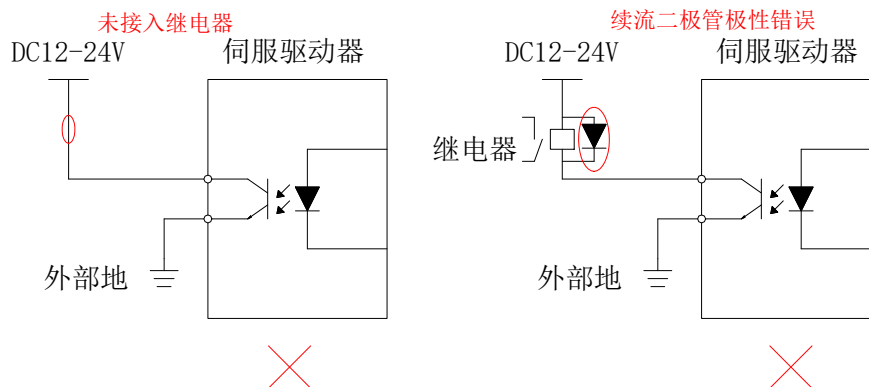 未接入继电器
DC12-24V
伺服驱动器
外部地
续流二极管极性错误
DC12-24V
伺服驱动器
继电器
外部地